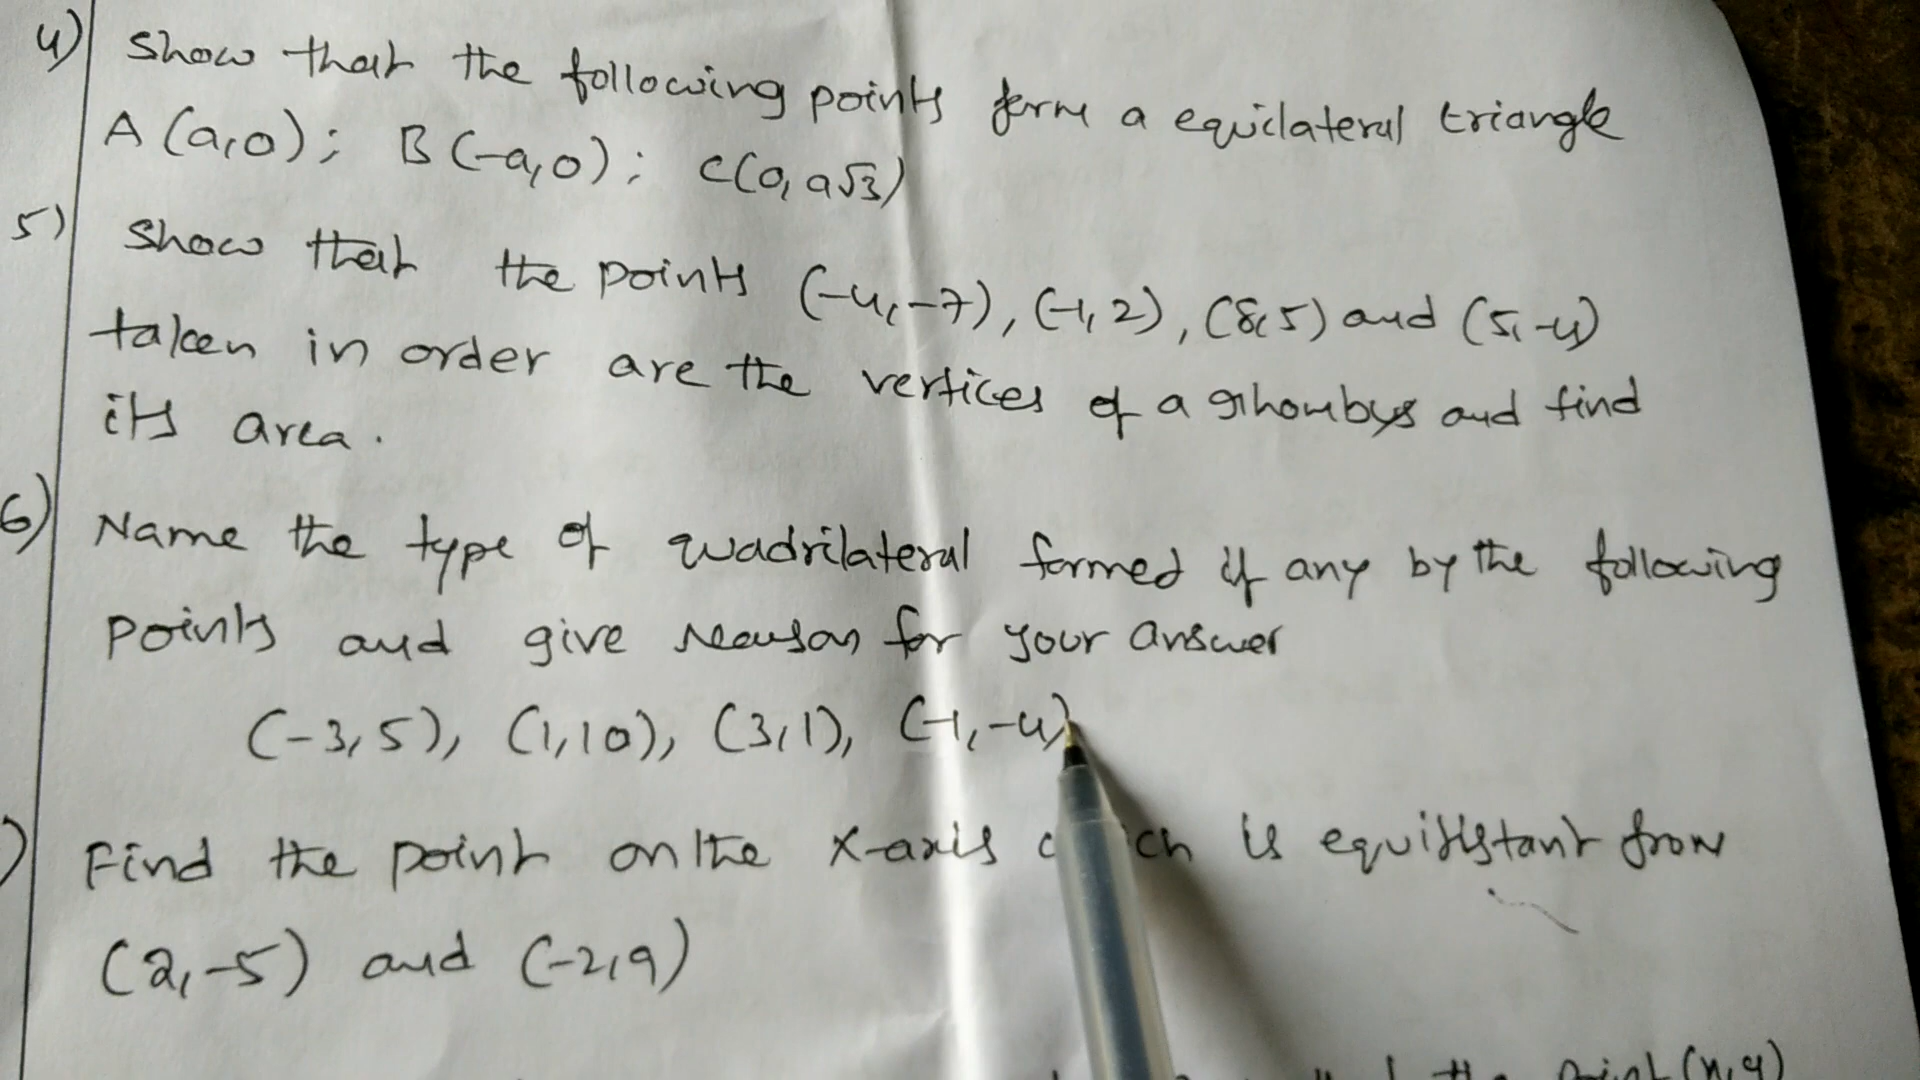 4) Show that the following points form a equilateral triangle
A(a,0); B(-a,0); C(0, a√3)
5) Show that the points (-4,-7), (-1,2), (8,5) and (5,-4)
taken in order are the vertices of a rhombus and find
its area.
6) Name the type of quadrilateral formed if any by the following
points and give reason for your answer
(-3,5), (1,10), (3,1), (-1,-4)
) Find the point on the x-axis is equidistant from
(2,-5) and (-2,9)
the point (x,y)